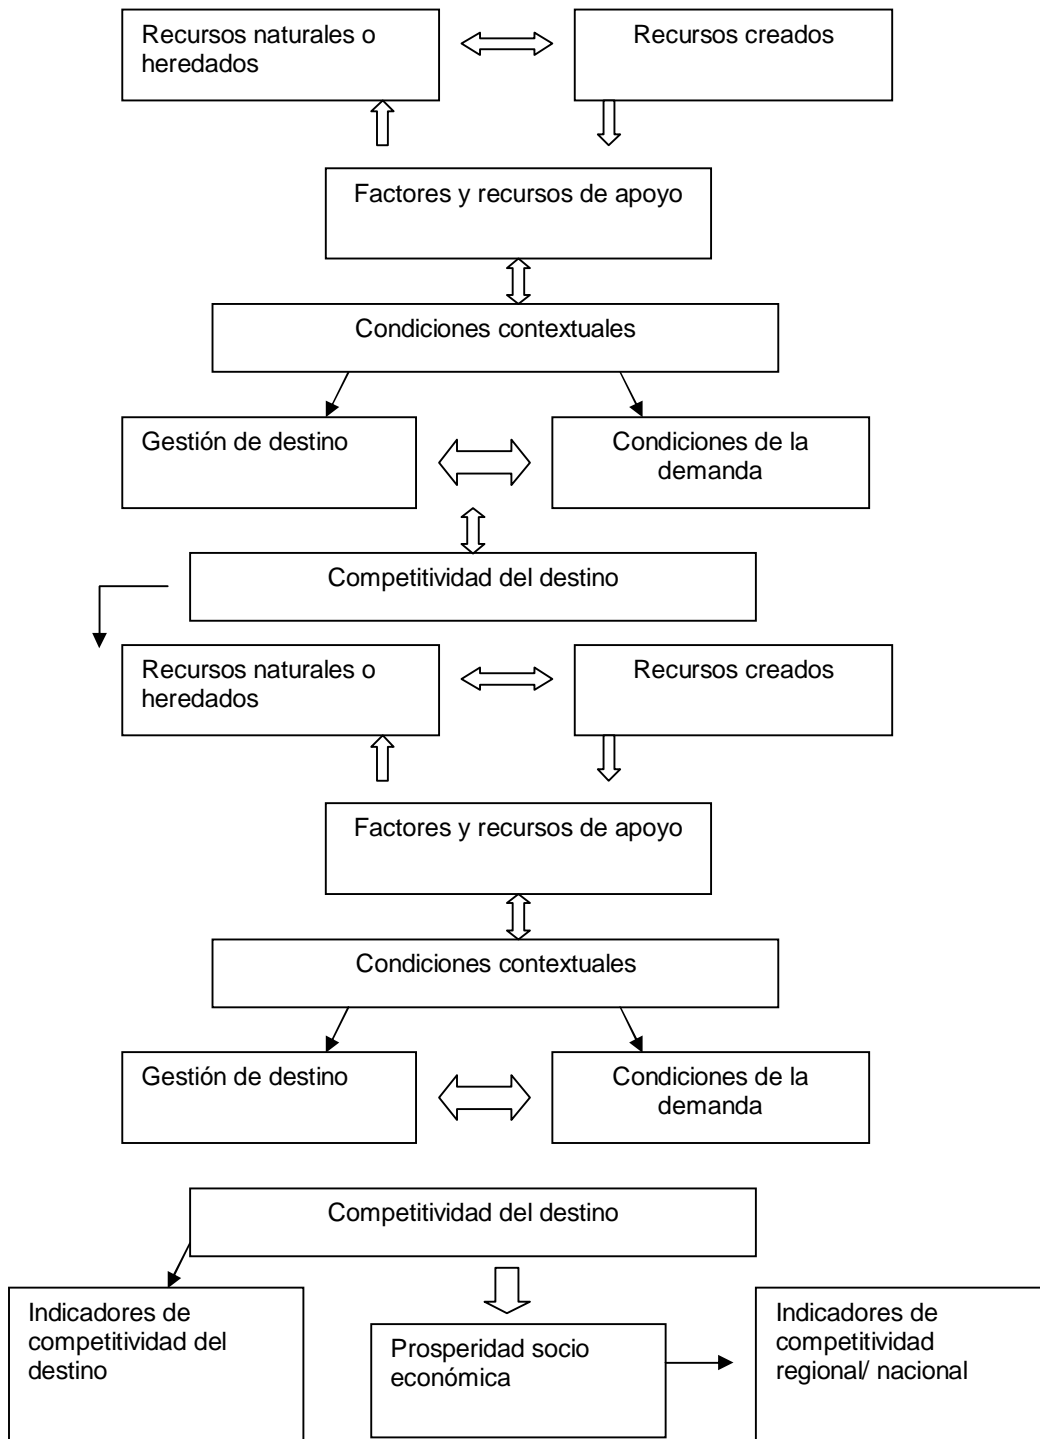 Recursos naturales o
heredados
Recursos creados
Factores y recursos de apoyo
Condiciones contextuales
Gestión de destino
Condiciones de la
demanda
Competitividad del destino
Recursos naturales o
heredados
Recursos creados
Factores y recursos de apoyo
Condiciones contextuales
Gestión de destino
Condiciones de la
demanda
Competitividad del destino
Indicadores de
competitividad del
destino
Prosperidad socio
económica
Indicadores de
competitividad
regional/ nacional